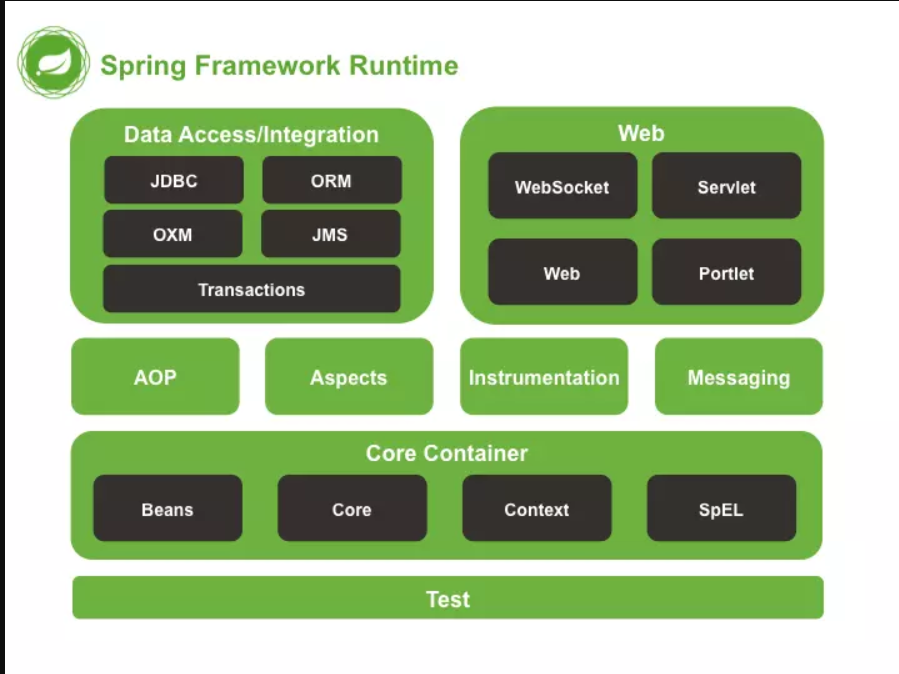 Spring Framework Runtime
Data Access/Integration
JDBC
ORM
OXM
JMS
Transactions
Web
WebSocket
Servlet
Web
Portlet
AOP
Aspects
Instrumentation
Messaging
Core Container
Beans
Core
Context
SpEL
Test